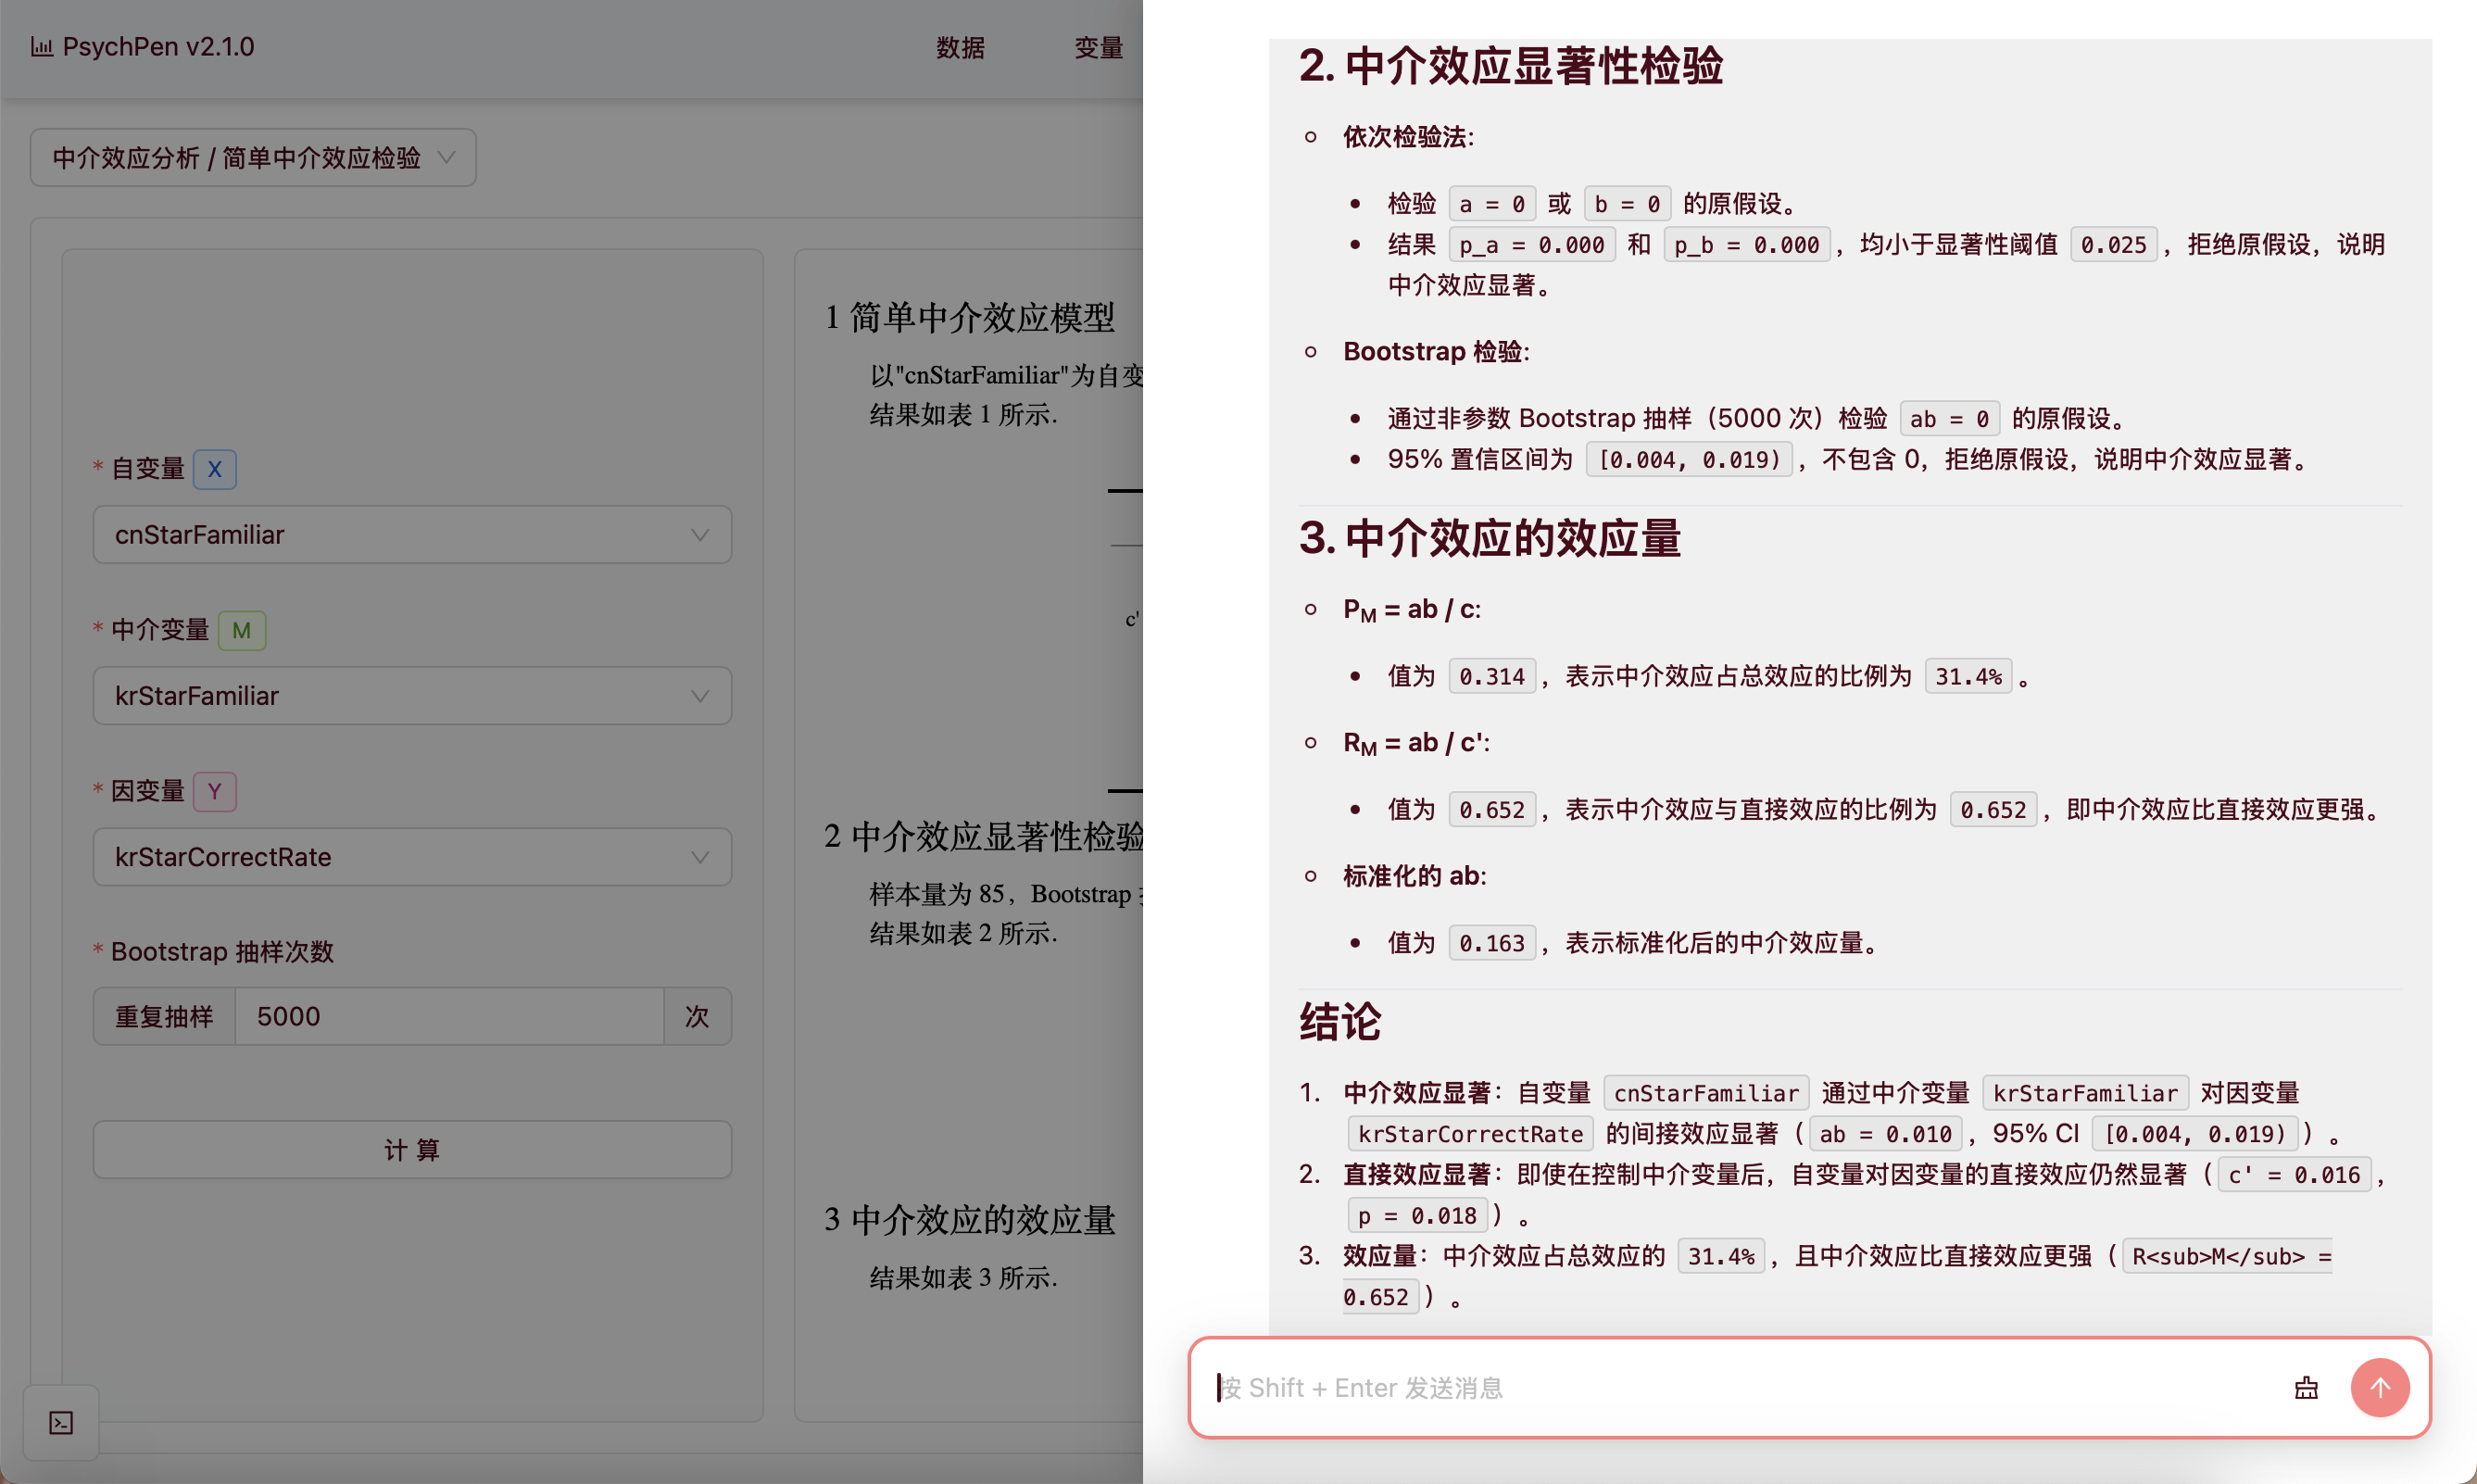 PsychPen v2.1.0
数据
变量
中介效应分析 / 简单中介效应检验
* 自变量 X
cnStarFamiliar
* 中介变量 M
krStarFamiliar
* 因变量 Y
krStarCorrectRate
* Bootstrap 抽样次数
重复抽样 5000 次
计 算
1 简单中介效应模型
以"cnStarFamiliar"为自变
结果如表 1 所示.
c'
2 中介效应显著性检验
样本量为 85，Bootstrap
结果如表 2 所示.
3 中介效应的效应量
结果如表 3 所示.
2. 中介效应显著性检验
依次检验法:
检验 a = 0 或 b = 0 的原假设。
结果 p_a = 0.000 和 p_b = 0.000 ，均小于显著性阈值 0.025 ，拒绝原假设，说明
中介效应显著。
Bootstrap 检验:
通过非参数 Bootstrap 抽样（5000 次）检验 ab = 0 的原假设。
95% 置信区间为 [0.004, 0.019) ，不包含 0，拒绝原假设，说明中介效应显著。
3. 中介效应的效应量
PM = ab / c:
值为 0.314 ，表示中介效应占总效应的比例为 31.4% 。
RM = ab / c':
值为 0.652 ，表示中介效应与直接效应的比例为 0.652 ，即中介效应比直接效应更强。
标准化的 ab:
值为 0.163 ，表示标准化后的中介效应量。
结论
1. 中介效应显著：自变量 cnStarFamiliar 通过中介变量 krStarFamiliar 对因变量
krStarCorrectRate 的间接效应显著（ ab = 0.010 ，95% CI [0.004, 0.019) ）。
2. 直接效应显著：即使在控制中介变量后，自变量对因变量的直接效应仍然显著（ c' = 0.016 ，
p = 0.018 ）。
3. 效应量：中介效应占总效应的 31.4% ，且中介效应比直接效应更强（ R<sub>M</sub> =
0.652 ）。
按 Shift + Enter 发送消息